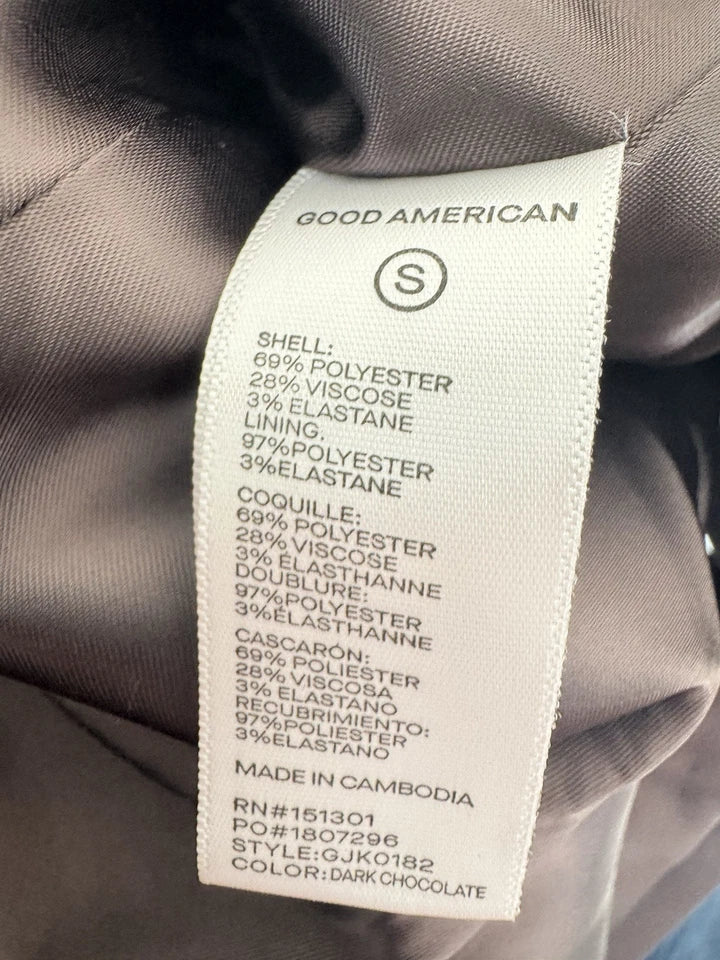 GOOD AMERICAN
S
SHELL:
69% POLYESTER
28% VISCOSE
3% ELASTANE
LINING.
97%POLYESTER
3%ELASTANE
COQUILLE:
69% POLYESTER
28% VISCOSE
3% ÉLASTHANNE
DOUBLURE:
97%POLYESTER
3%ÉLASTHANNE
CASCARÓN:
69% POLIESTER
28% VISCOSA
3% ELASTANO
RECUBRIMIENTO:
97%POLIESTER
3%ELASTANO
MADE IN CAMBODIA
RN#151301
PO#1807296
STYLE:GJK0182
COLOR:DARK CHOCOLATE